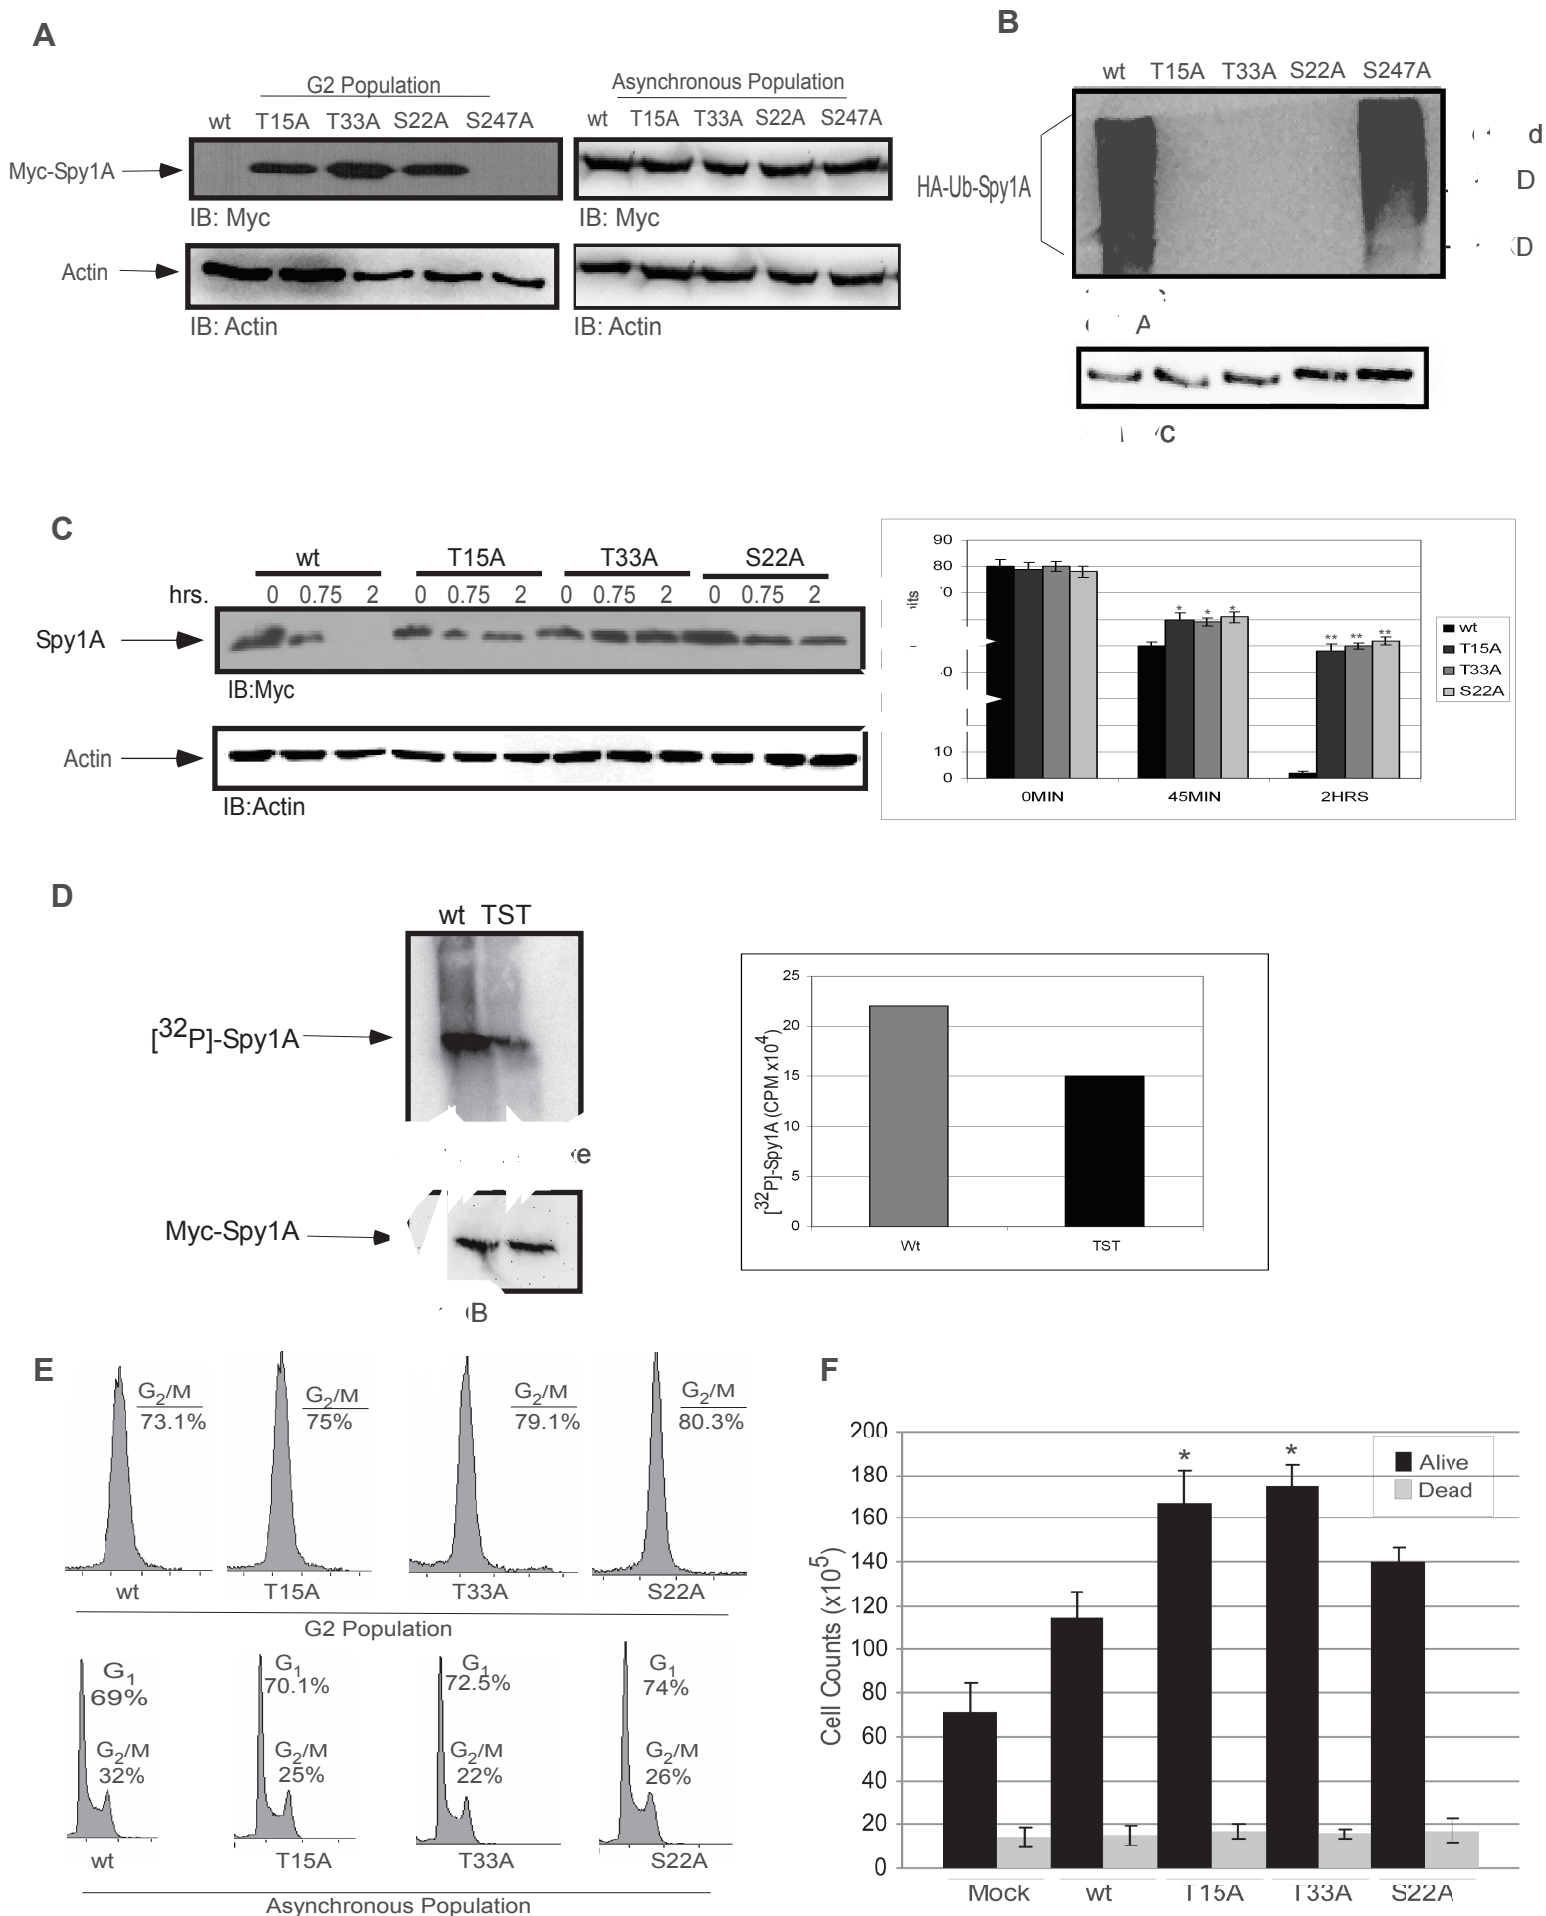 A
G2 Population
Asynchronous Population
wt T15A T33A S22A S247A
wt T15A T33A S22A S247A
Myc-Spy1A
IB: Myc
IB: Myc
Actin
IB: Actin
IB: Actin
B
wt T15A T33A S22A S247A
HA-Ub-Spy1A
C
wt T15A T33A S22A
hrs. 0 0.75 2 0 0.75 2 0 0.75 2 0 0.75 2
Spy1A
IB:Myc
Actin
IB:Actin
90
80
10
0
* * *
** ** **
0MIN 45MIN 2HRS
wt
T15A
T33A
S22A
D
wt TST
[32P]-Spy1A
Myc-Spy1A
25
20
15
10
5
0
[32P]-Spy1A (CPM x104)
Wt TST
E
G2/M
73.1%
G2/M
75%
G2/M
79.1%
G2/M
80.3%
wt T15A T33A S22A
G2 Population
G1
69%
G2/M
32%
G1
70.1%
G2/M
25%
G1
72.5%
G2/M
22%
G1
74%
G2/M
26%
wt T15A T33A S22A
Asynchronous Population
F
200
180
160
140
120
100
80
60
40
20
0
Cell Counts (x105)
* *
Alive
Dead
Mock wt T15A T33A S22A